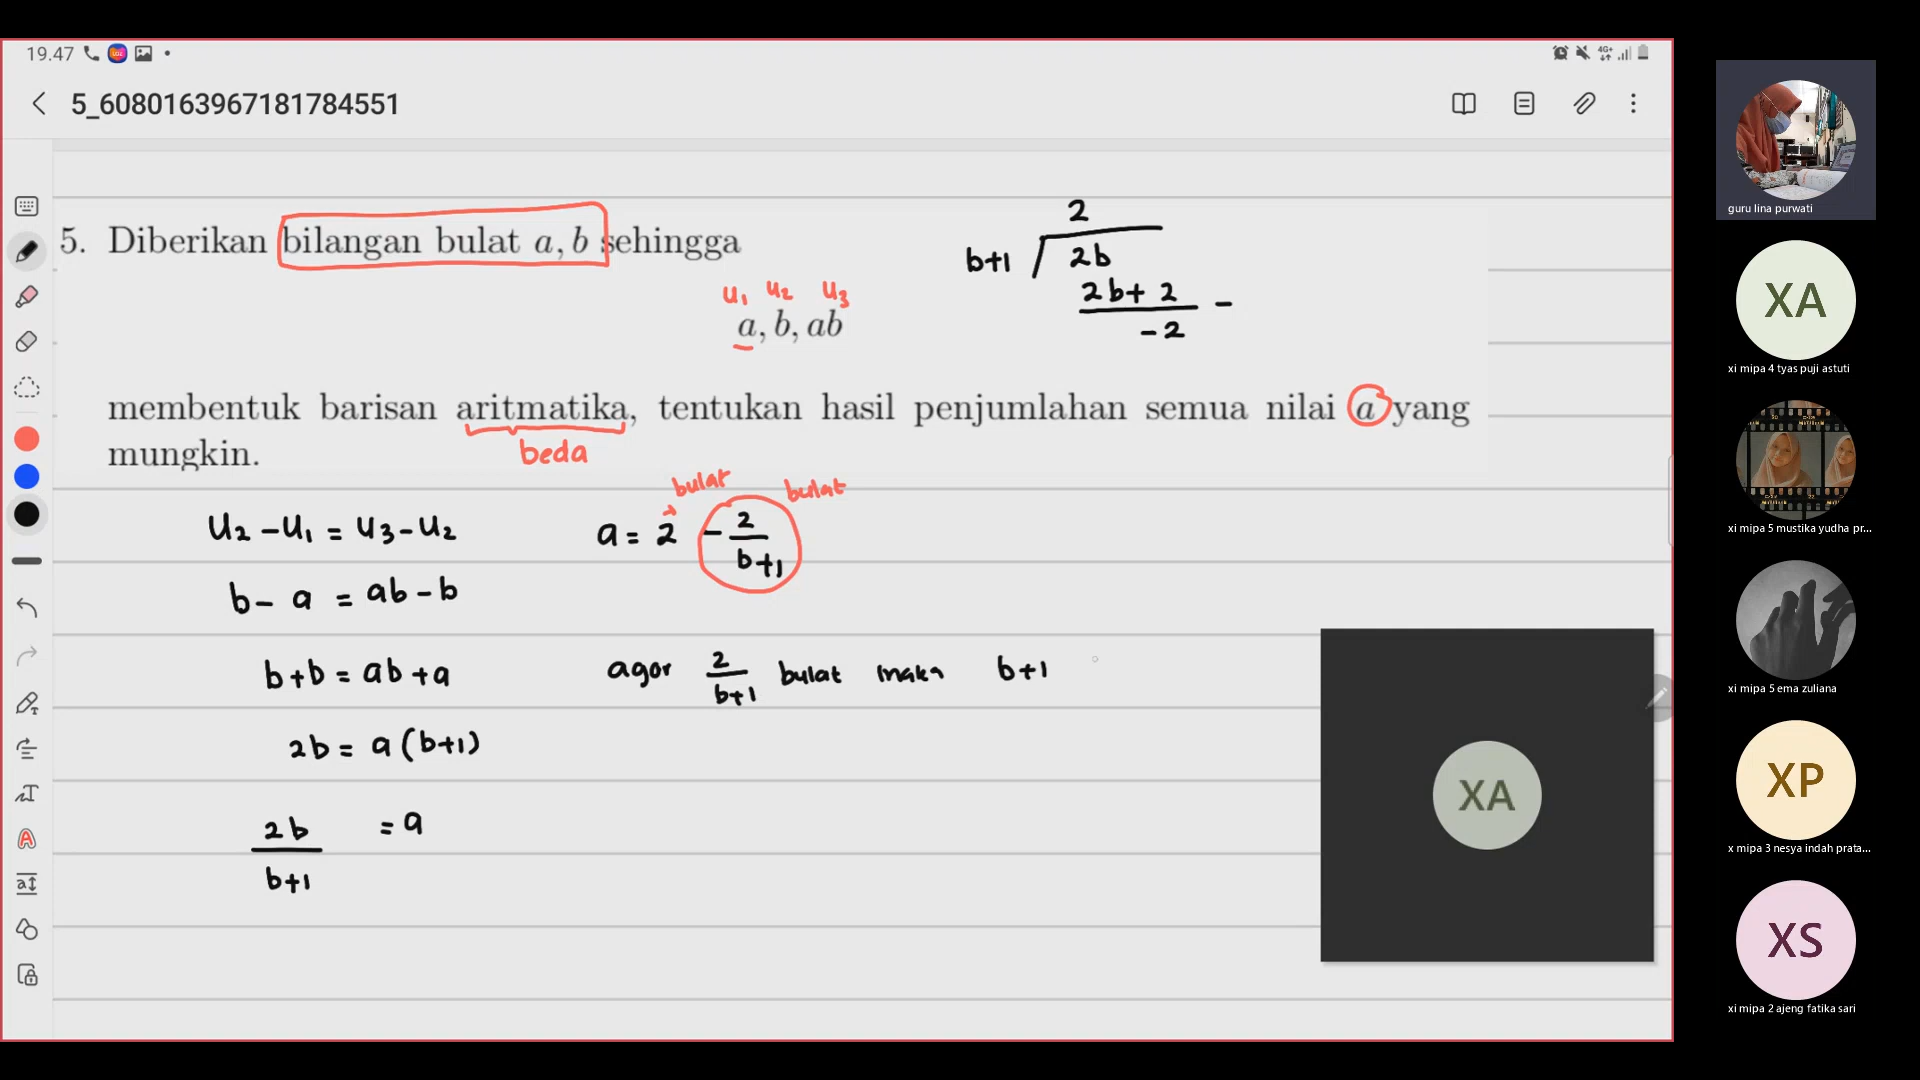 19.47
4G+
5_6080163967181784551
5. Diberikan bilangan bulat a, b sehingga
u1 u2 u3
a, b, ab
membentuk barisan aritmatika, tentukan hasil penjumlahan semua nilai a yang
mungkin.
beda
2
b+1 / 2b
2b+2 −
−2
u2 − u1 = u3 − u2
b − a = ab − b
b+b = ab + a
2b = a (b+1)
2b/b+1 = a
bulat bulat
a = 2 − 2/b+1
agar 2/b+1 bulat maka b+1
XA
guru lina purwati
XA
xi mipa 4 tyas puji astuti
xi mipa 5 mustika yudha pr...
xi mipa 5 ema zuliana
XP
x mipa 3 nesya indah prata...
XS
xi mipa 2 ajeng fatika sari